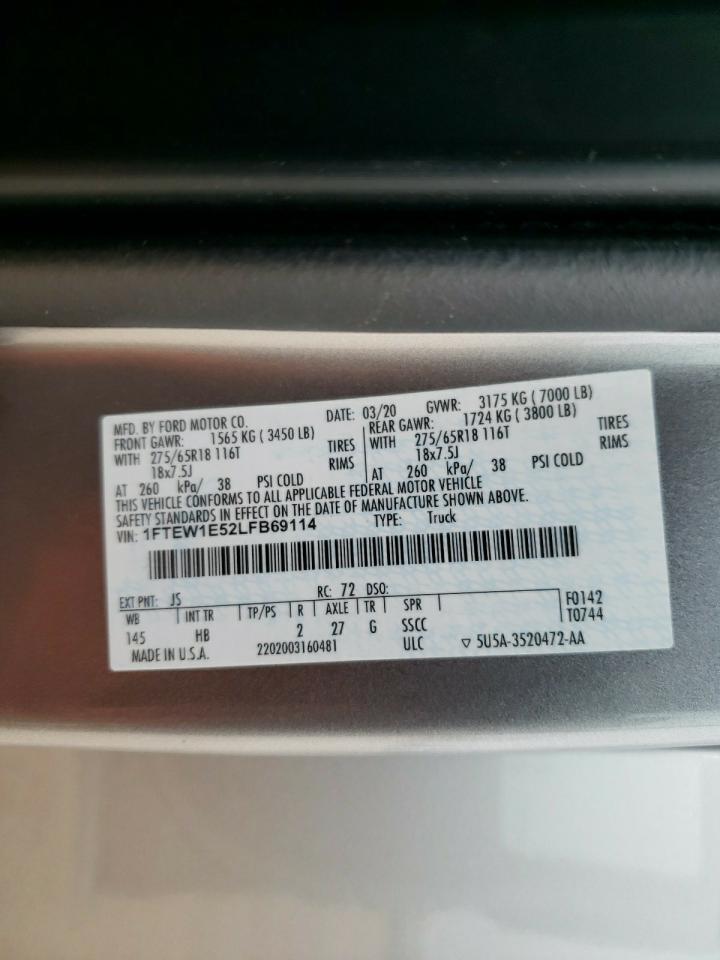 MFD. BY FORD MOTOR CO.
DATE: 03/20 GVWR: 3175 KG ( 7000 LB)
FRONT GAWR: 1565 KG ( 3450 LB)
WITH 275/65R18 116T TIRES
18x7.5J RIMS
AT 260 kPa/ 38 PSI COLD
REAR GAWR: 1724 KG ( 3800 LB)
WITH 275/65R18 116T TIRES
18x7.5J RIMS
AT 260 kPa/ 38 PSI COLD
THIS VEHICLE CONFORMS TO ALL APPLICABLE FEDERAL MOTOR VEHICLE
SAFETY STANDARDS IN EFFECT ON THE DATE OF MANUFACTURE SHOWN ABOVE.
VIN: 1FTEW1E52LFB69114 TYPE: Truck
EXT PNT: JS RC: 72 DSO:
WB INT TR TP/PS R AXLE TR SPR F0142
145 HB 2 27 G SSCC T0744
MADE IN U.S.A. 2202003160481 ULC ▽ 5U5A-3520472-AA